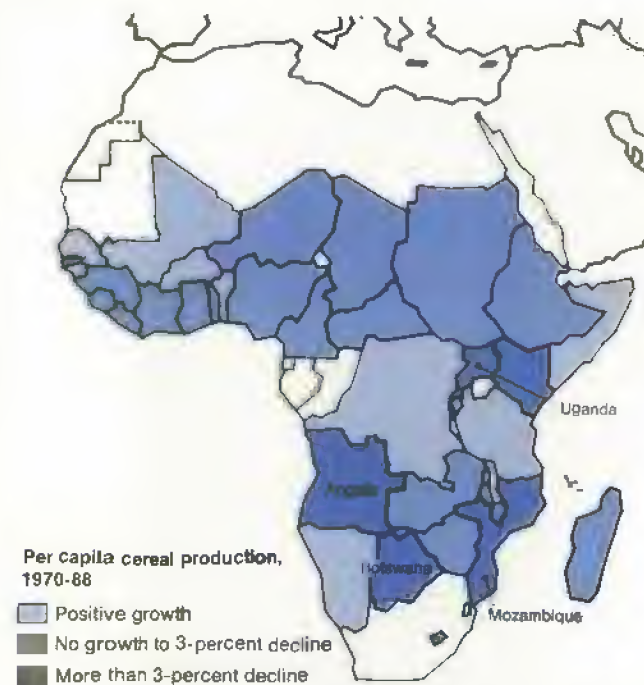 Uganda
Angola
Botswana
Mozambique
Per capita cereal production,
1970-88
Positive growth
No growth to 3-percent decline
More than 3-percent decline